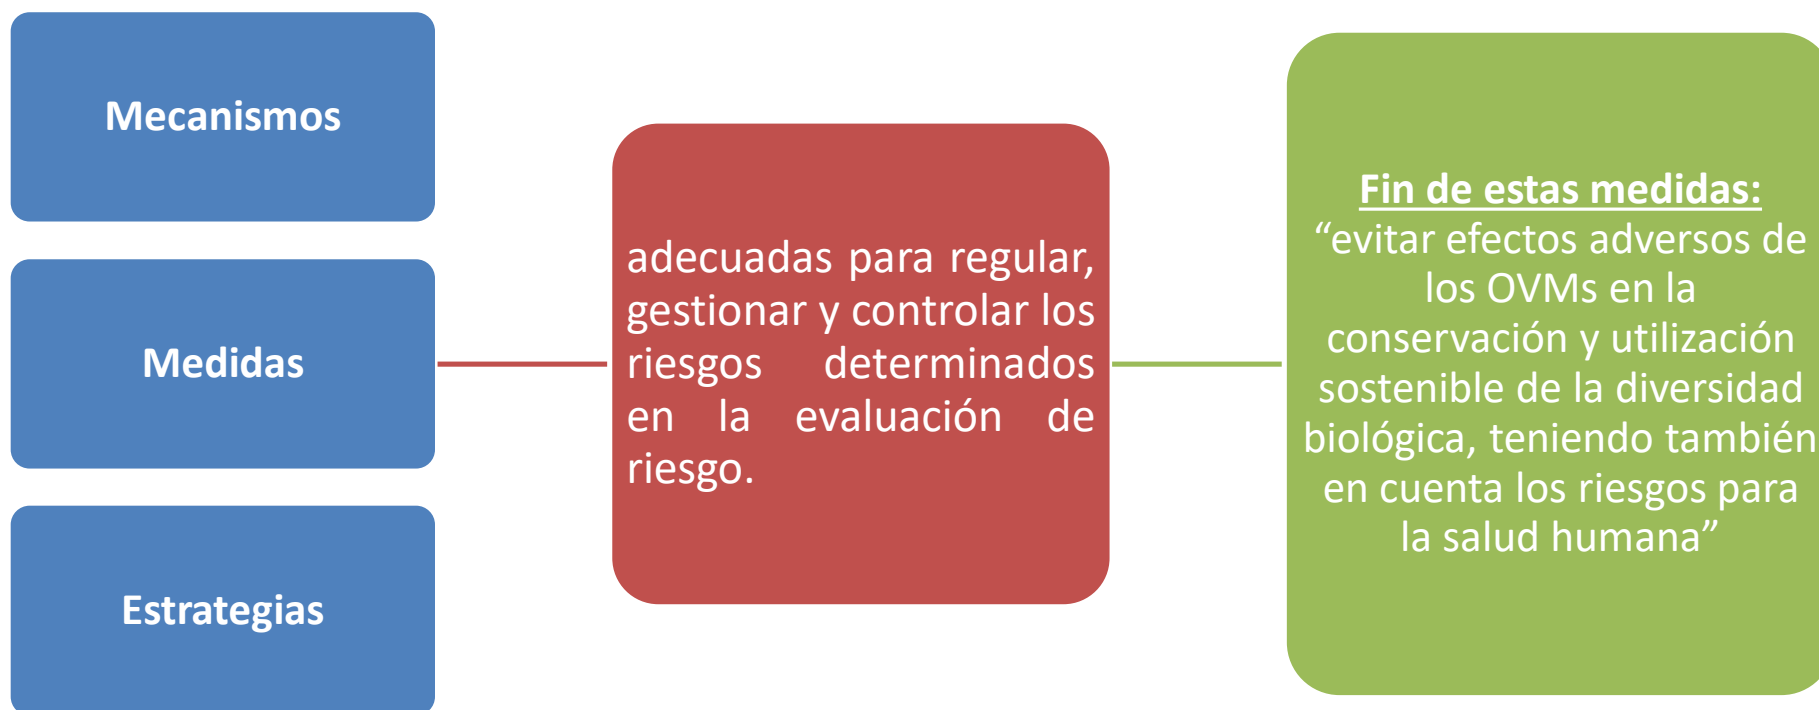 Mecanismos
Medidas
Estrategias
adecuadas para regular,
gestionar y controlar los
riesgos determinados
en la evaluación de
riesgo.
Fin de estas medidas:
“evitar efectos adversos de
los OVMs en la
conservación y utilización
sostenible de la diversidad
biológica, teniendo también
en cuenta los riesgos para
la salud humana”